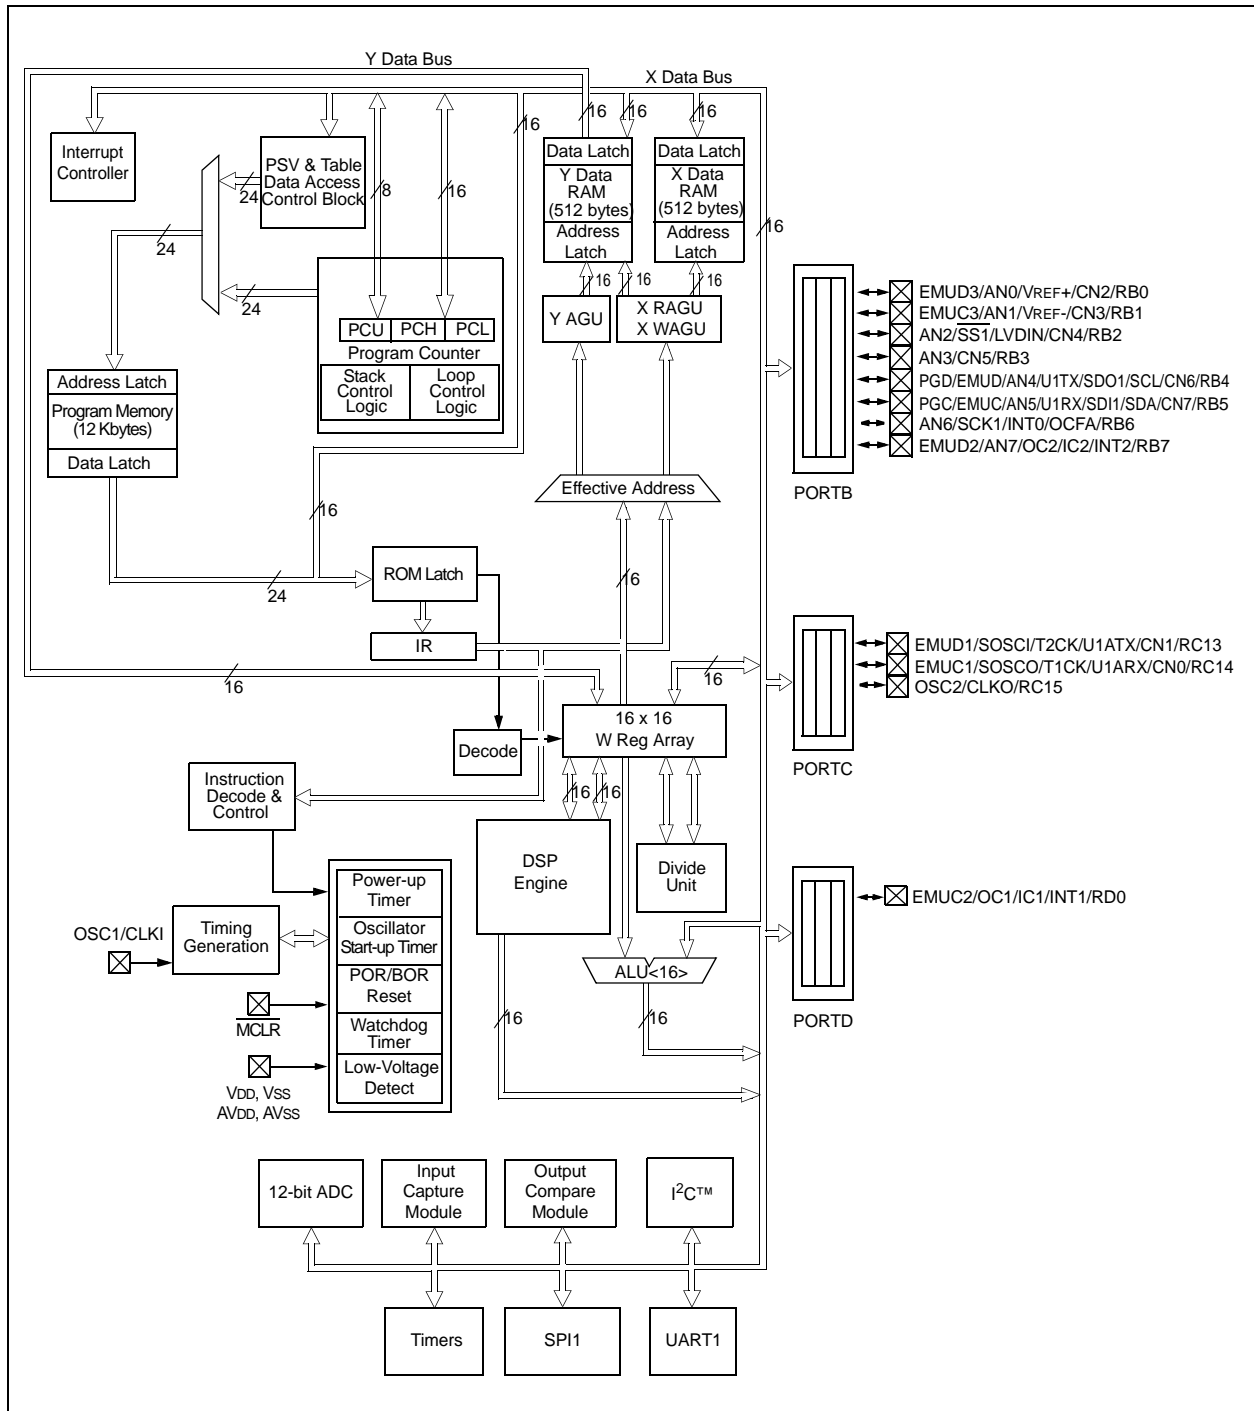 Y Data Bus
X Data Bus
16
16
16
16
Interrupt
Controller
PSV & Table
Data Access
Control Block
24
8
16
Data Latch
Y Data
RAM
(512 bytes)
Address
Latch
Data Latch
X Data
RAM
(512 bytes)
Address
Latch
16
24
24
16
16
16
Y AGU
X RAGU
X WAGU
PCU
PCH
PCL
Program Counter
Stack
Control
Logic
Loop
Control
Logic
Address Latch
Program Memory
(12 Kbytes)
Data Latch
Effective Address
16
24
ROM Latch
16
IR
16
16
16 x 16
W Reg Array
Decode
Instruction
Decode &
Control
16
16
DSP
Engine
Divide
Unit
Power-up
Timer
Oscillator
Start-up Timer
POR/BOR
Reset
Watchdog
Timer
Low-Voltage
Detect
OSC1/CLKI
Timing
Generation
MCLR
VDD, VSS
AVDD, AVSS
ALU<16>
16
16
EMUD3/AN0/VREF+/CN2/RB0
EMUC3/AN1/VREF-/CN3/RB1
AN2/SS1/LVDIN/CN4/RB2
AN3/CN5/RB3
PGD/EMUD/AN4/U1TX/SDO1/SCL/CN6/RB4
PGC/EMUC/AN5/U1RX/SDI1/SDA/CN7/RB5
AN6/SCK1/INT0/OCFA/RB6
EMUD2/AN7/OC2/IC2/INT2/RB7
PORTB
EMUD1/SOSCI/T2CK/U1ATX/CN1/RC13
EMUC1/SOSCO/T1CK/U1ARX/CN0/RC14
OSC2/CLKO/RC15
PORTC
EMUC2/OC1/IC1/INT1/RD0
PORTD
12-bit ADC
Input
Capture
Module
Output
Compare
Module
I²C™
Timers
SPI1
UART1